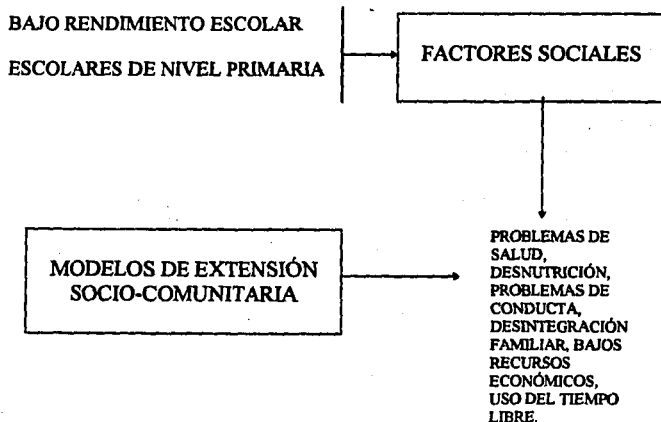 BAJO RENDIMIENTO ESCOLAR
ESCOLARES DE NIVEL PRIMARIA
FACTORES SOCIALES
MODELOS DE EXTENSIÓN
SOCIO-COMUNITARIA
PROBLEMAS DE
SALUD,
DESNUTRICIÓN,
PROBLEMAS DE
CONDUCTA,
DESINTEGRACIÓN
FAMILIAR, BAJOS
RECURSOS
ECONÓMICOS,
USO DEL TIEMPO
LIBRE.